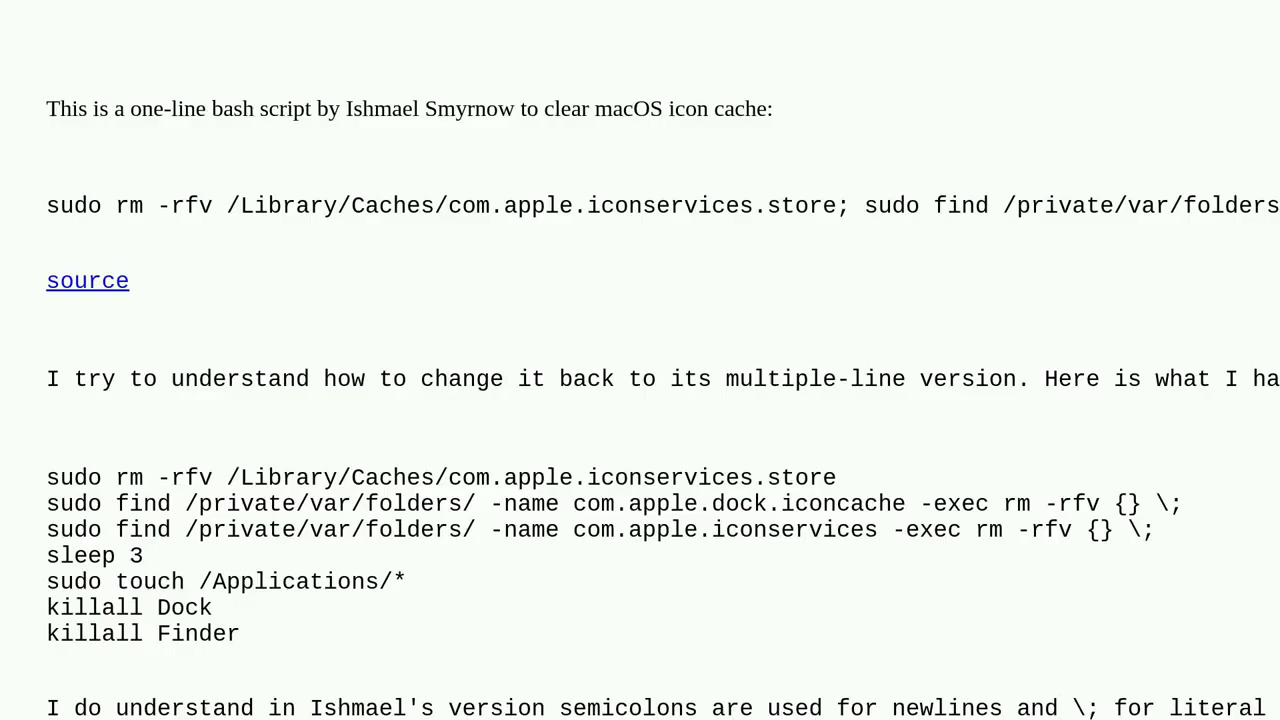 This is a one-line bash script by Ishmael Smyrnow to clear macOS icon cache:
sudo rm -rfv /Library/Caches/com.apple.iconservices.store; sudo find /private/var/folders
source
I try to understand how to change it back to its multiple-line version. Here is what I ha
sudo rm -rfv /Library/Caches/com.apple.iconservices.store
sudo find /private/var/folders/ -name com.apple.dock.iconcache -exec rm -rfv {} \;
sudo find /private/var/folders/ -name com.apple.iconservices -exec rm -rfv {} \;
sleep 3
sudo touch /Applications/*
killall Dock
killall Finder
I do understand in Ishmael's version semicolons are used for newlines and \; for literal